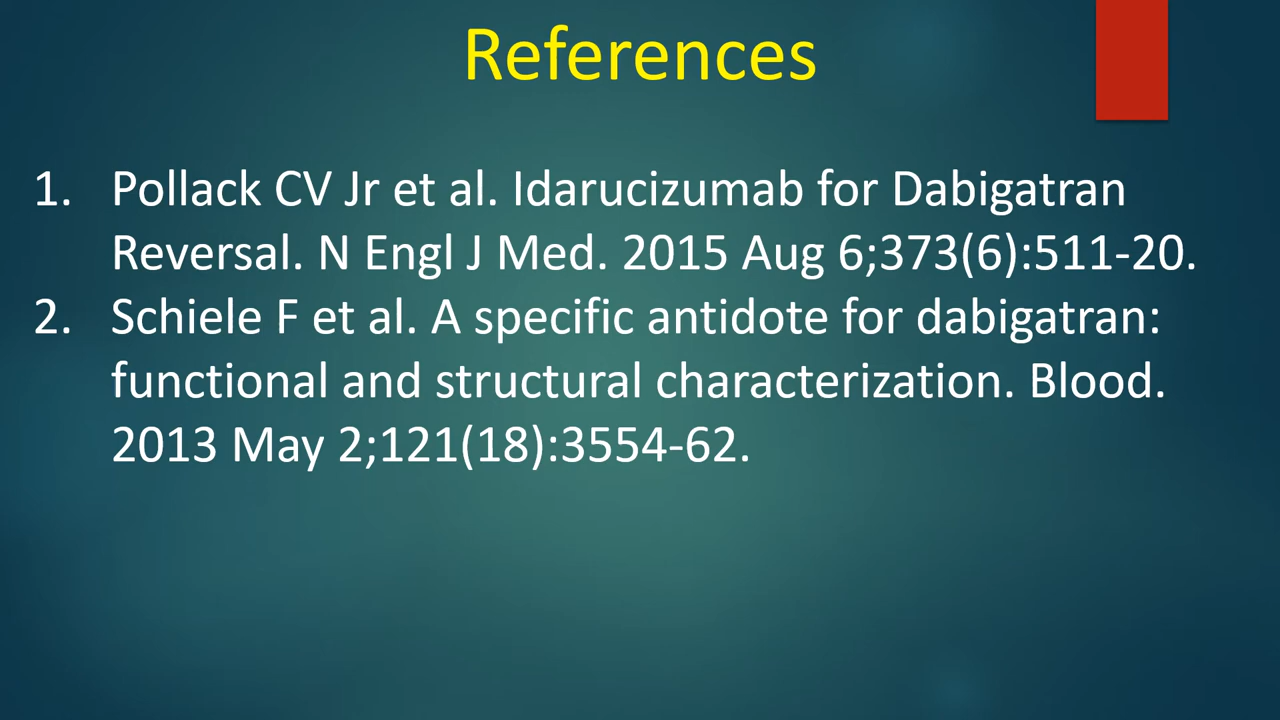 References
1. Pollack CV Jr et al. Idarucizumab for Dabigatran
Reversal. N Engl J Med. 2015 Aug 6;373(6):511-20.
2. Schiele F et al. A specific antidote for dabigatran:
functional and structural characterization. Blood.
2013 May 2;121(18):3554-62.